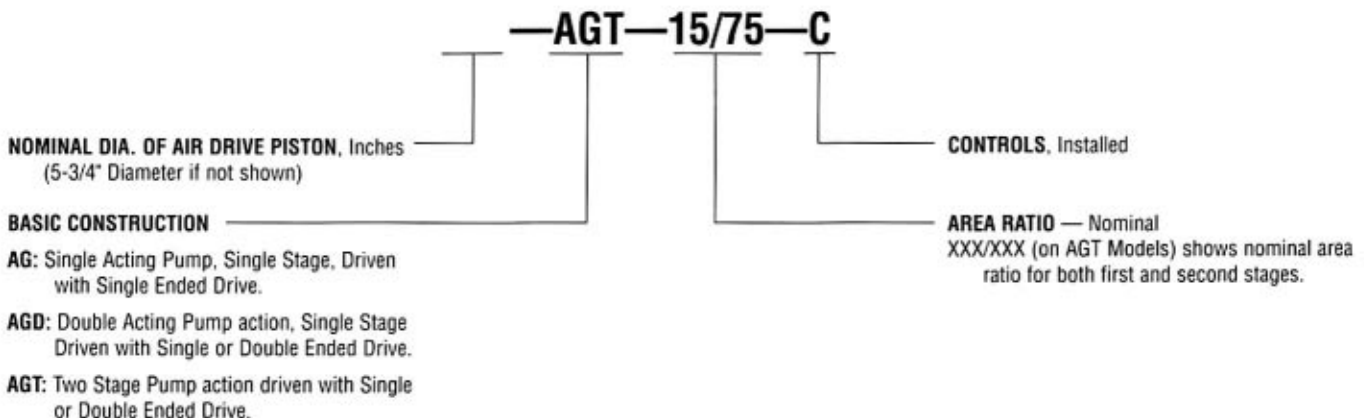 —AGT—15/75—C
NOMINAL DIA. OF AIR DRIVE PISTON, Inches
(5-3/4" Diameter if not shown)
BASIC CONSTRUCTION
AG: Single Acting Pump, Single Stage, Driven
with Single Ended Drive.
AGD: Double Acting Pump action, Single Stage
Driven with Single or Double Ended Drive.
AGT: Two Stage Pump action driven with Single
or Double Ended Drive.
CONTROLS, Installed
AREA RATIO — Nominal
XXX/XXX (on AGT Models) shows nominal area
ratio for both first and second stages.